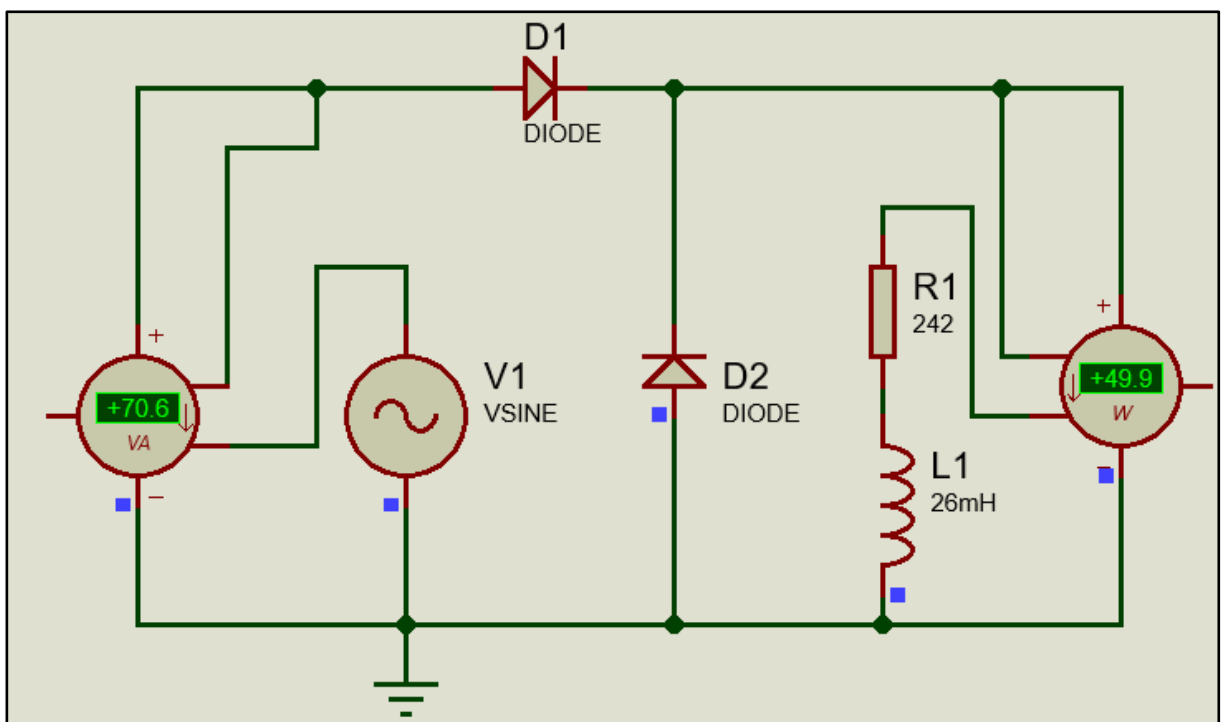 D1
DIODE
+
+70.6
VA
−
V1
VSINE
D2
DIODE
R1
242
L1
26mH
+
+49.9
W
−